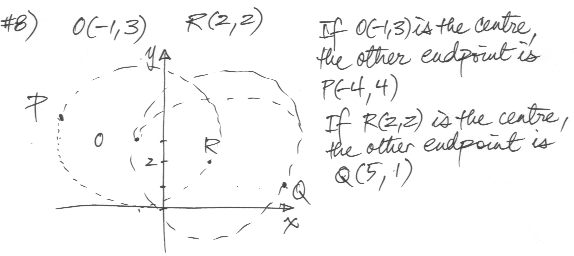 #8) O(-1,3) R(2,2)
If O(-1,3) is the centre,
the other endpoint is
P(-4,4)
If R(2,2) is the centre,
the other endpoint is
Q(5,1)
y
P
O
R
2
Q
x